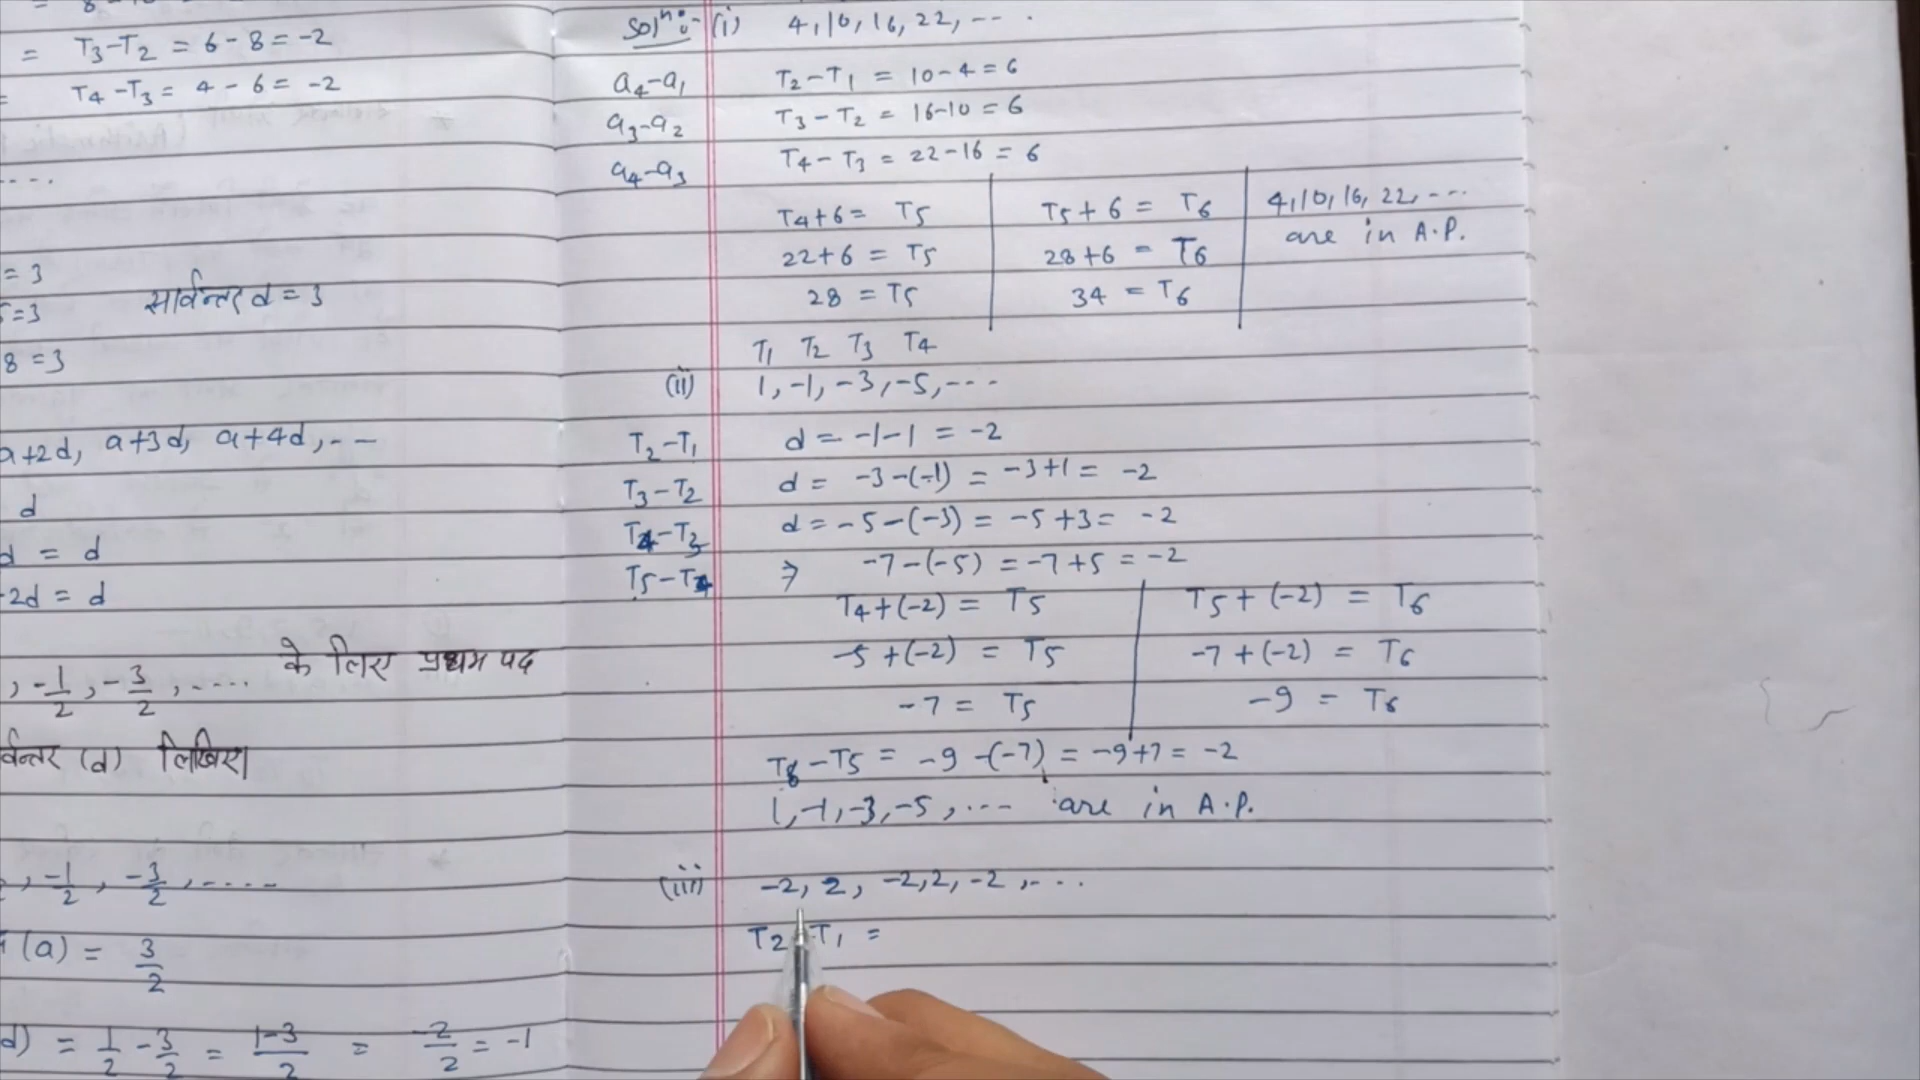 = T3-T2 = 6-8 = -2
= T4-T3 = 4-6 = -2
....
=3
5=3 सार्वन्तर d=3
8=3
a+2d, a+3d, a+4d,--
d
d = d
2d = d
, -1/2, -3/2, .... के लिए प्रथम पद
र्वन्तर (d) लिखिए।
, -1/2, -3/2, ....
(a) = 3/2
d) = 1/2 - 3/2 = 1-3/2 = -2/2 = -1
Solⁿ:- (i) 4,10,16,22,--.
a4-a1 T2-T1 = 10-4=6
a3-a2 T3-T2 = 16-10=6
a4-a3 T4-T3 = 22-16=6
T4+6= T5 T5+6 = T6 4,10,16,22,---
22+6 = T5 28+6 = T6 are in A.P.
28 = T5 34 = T6
T1 T2 T3 T4
(ii) 1,-1,-3,-5,---
T2-T1 d=-1-1 = -2
T3-T2 d= -3-(-1) = -3+1= -2
T4-T3 d=-5-(-3) = -5+3= -2
T5-T4 => -7-(-5) =-7+5=-2
T4+(-2) = T5 T5+(-2) = T6
-5+(-2) = T5 -7+(-2) = T6
-7= T5 -9 = T6
T6-T5 = -9-(-7) = -9+7= -2
1,-1,-3,-5,--- are in A.P.
(iii) -2, 2, -2,2,-2,---
T2-T1 =